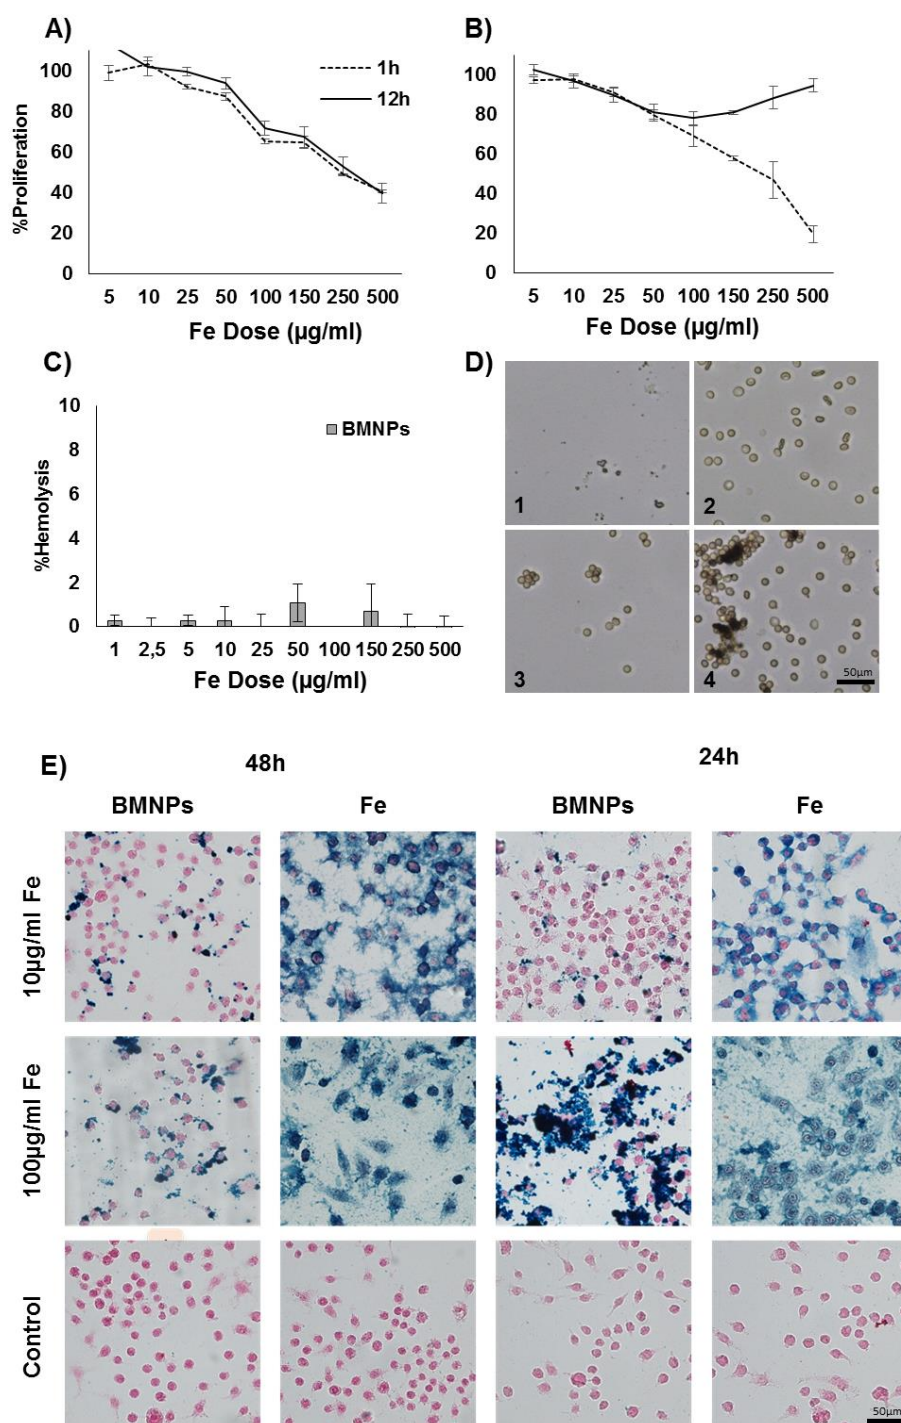 A)
100
80
60
40
20
0
%Proliferation
1h
12h
5 10 25 50 100 150 250 500
Fe Dose (µg/ml)
B)
100
80
60
40
20
0
5 10 25 50 100 150 250 500
Fe Dose (µg/ml)
C)
10
8
6
4
2
0
%Hemolysis
BMNPs
1 2,5 5 10 25 50 100 150 250 500
Fe Dose (µg/ml)
D)
1
2
3
4
50µm
E)
48h 24h
BMNPs Fe BMNPs Fe
10µg/ml Fe
100µg/ml Fe
Control
50µm